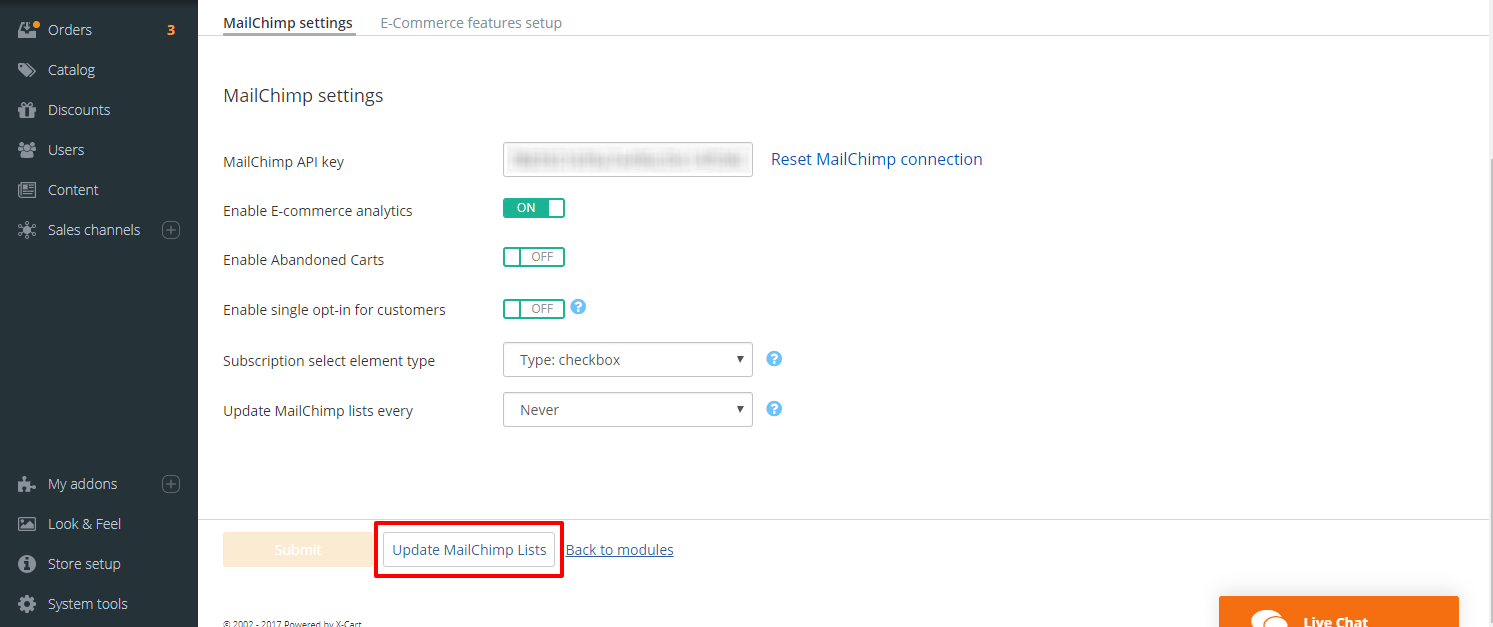 Orders 3
Catalog
Discounts
Users
Content
Sales channels
My addons
Look & Feel
Store setup
System tools
MailChimp settings E-Commerce features setup
MailChimp settings
MailChimp API key Reset MailChimp connection
Enable E-commerce analytics ON
Enable Abandoned Carts OFF
Enable single opt-in for customers OFF ?
Subscription select element type Type: checkbox ?
Update MailChimp lists every Never ?
Submit Update MailChimp Lists Back to modules
© 2002 - 2017 Powered by X-Cart
Live Chat